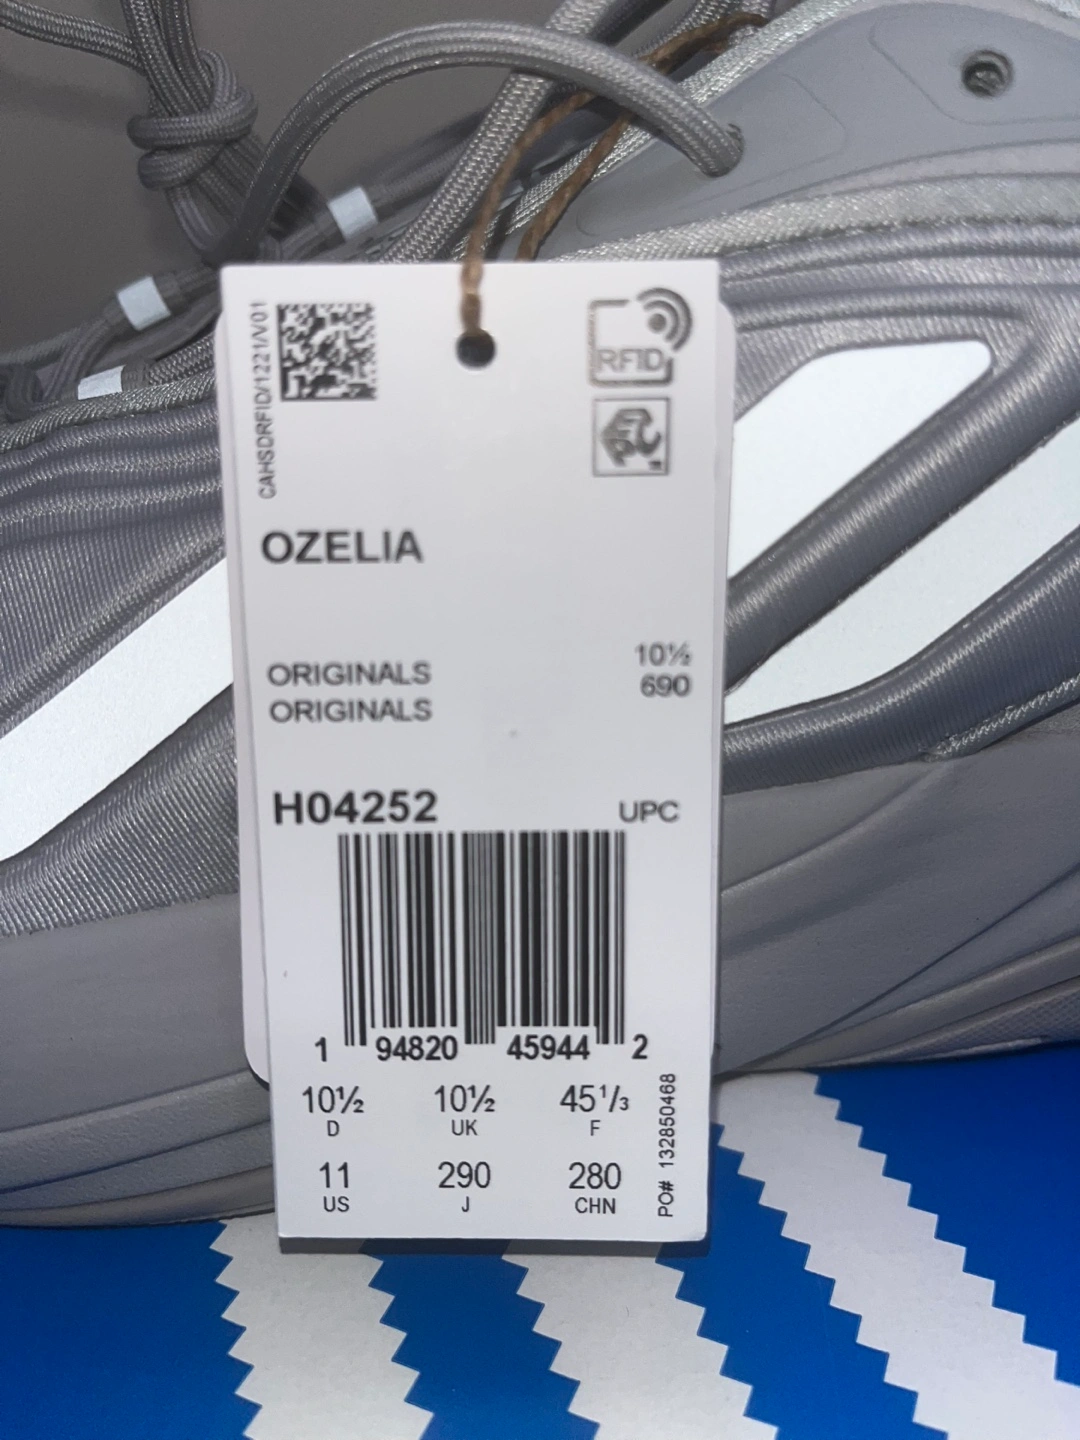 CAHSDRFID/1221/V01
RFID
EPC
OZELIA
ORIGINALS
ORIGINALS
10½
690
H04252
UPC
1 94820 45944 2
10½ 10½ 45¹/₃
D UK F
11 290 280
US J CHN
PO# 132850468